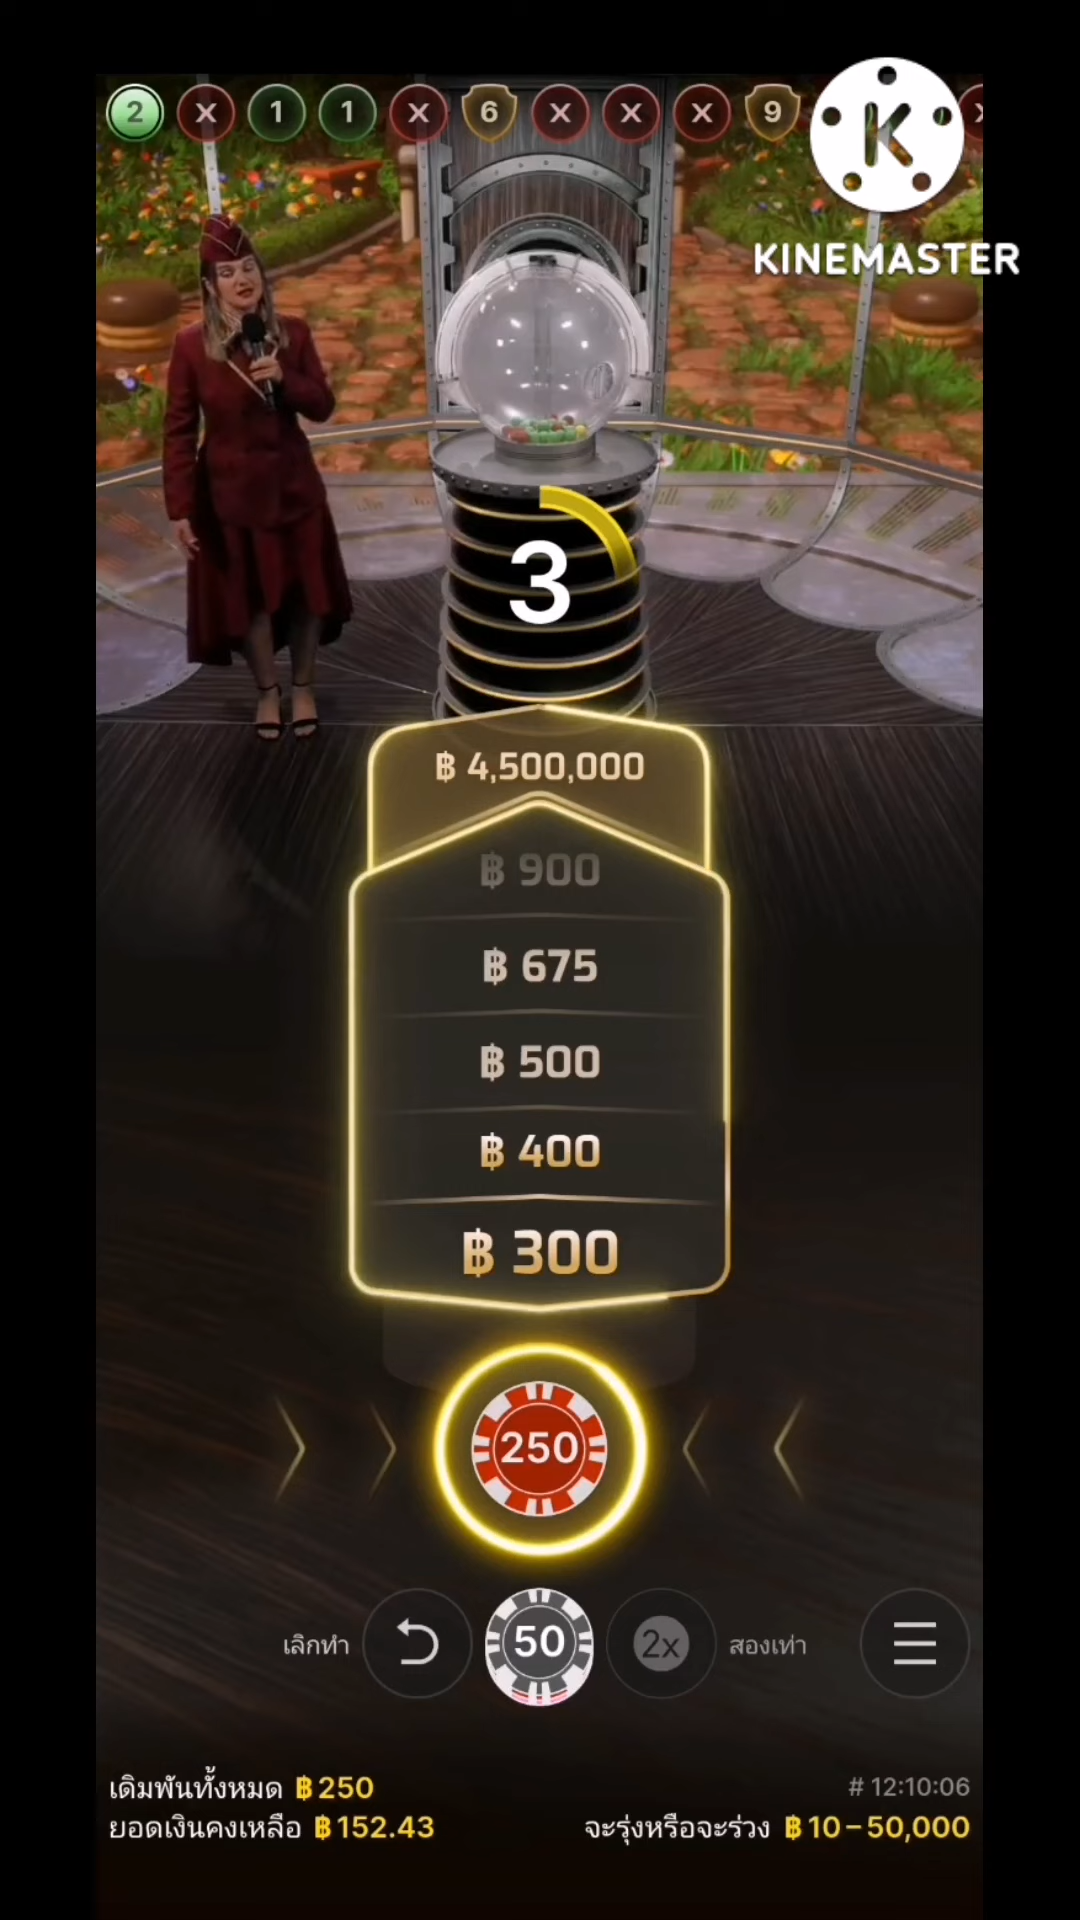 2 X 1 1 X 6 X X X 9
K
KINEMASTER
3
฿ 4,500,000
฿ 900
฿ 675
฿ 500
฿ 400
฿ 300
250
เลิกทำ 50 2x สองเท่า
เดิมพันทั้งหมด ฿250
# 12:10:06
ยอดเงินคงเหลือ ฿152.43
จะรุ่งหรือจะร่วง ฿10–50,000